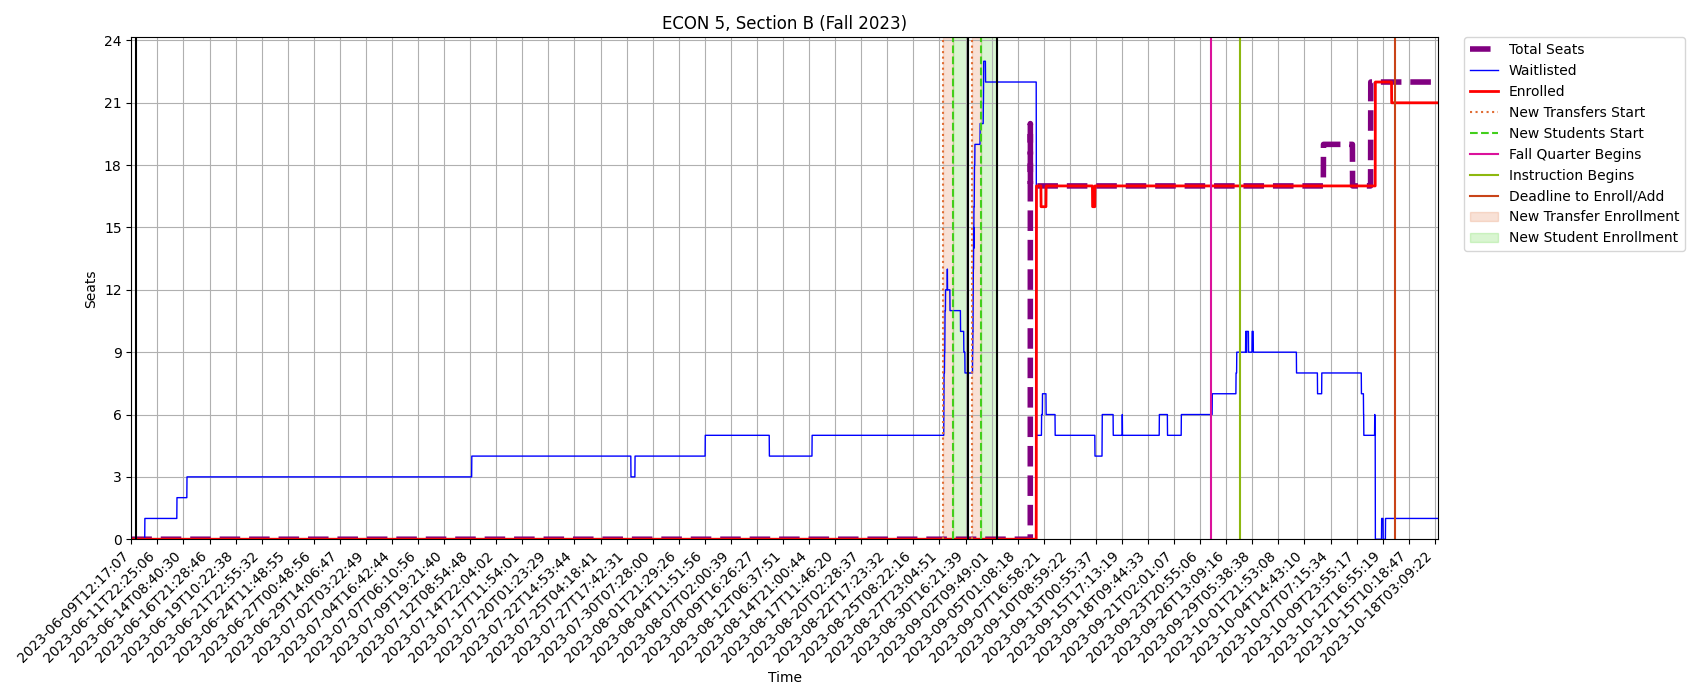 ECON 5, Section B (Fall 2023)
24
21
18
15
12
9
6
3
0
Seats
Total Seats
Waitlisted
Enrolled
New Transfers Start
New Students Start
Fall Quarter Begins
Instruction Begins
Deadline to Enroll/Add
New Transfer Enrollment
New Student Enrollment
2023-06-09T12:17:07
2023-06-11T22:25:06
2023-06-14T08:40:30
2023-06-16T21:28:46
2023-06-19T10:22:38
2023-06-21T22:55:32
2023-06-24T11:48:55
2023-06-27T00:48:56
2023-06-29T14:06:47
2023-07-02T03:22:49
2023-07-04T16:42:44
2023-07-07T06:10:56
2023-07-09T19:21:40
2023-07-12T08:54:48
2023-07-14T22:04:02
2023-07-17T11:54:01
2023-07-20T01:23:29
2023-07-22T14:53:44
2023-07-25T04:18:41
2023-07-27T17:42:31
2023-07-30T07:28:00
2023-08-01T21:29:26
2023-08-04T11:51:56
2023-08-07T02:00:39
2023-08-09T16:26:27
2023-08-12T06:37:51
2023-08-14T21:00:44
2023-08-17T11:46:20
2023-08-20T02:28:37
2023-08-22T17:23:32
2023-08-25T08:22:16
2023-08-27T23:04:51
2023-08-30T16:21:39
2023-09-02T09:49:01
2023-09-05T01:08:18
2023-09-07T16:58:21
2023-09-10T08:59:22
2023-09-13T00:55:37
2023-09-15T17:13:19
2023-09-18T09:44:33
2023-09-21T02:01:07
2023-09-23T20:55:06
2023-09-26T13:09:16
2023-09-29T05:38:38
2023-10-01T21:53:08
2023-10-04T14:43:10
2023-10-07T07:15:34
2023-10-09T23:55:17
2023-10-12T16:55:19
2023-10-15T10:18:47
2023-10-18T03:09:22
Time